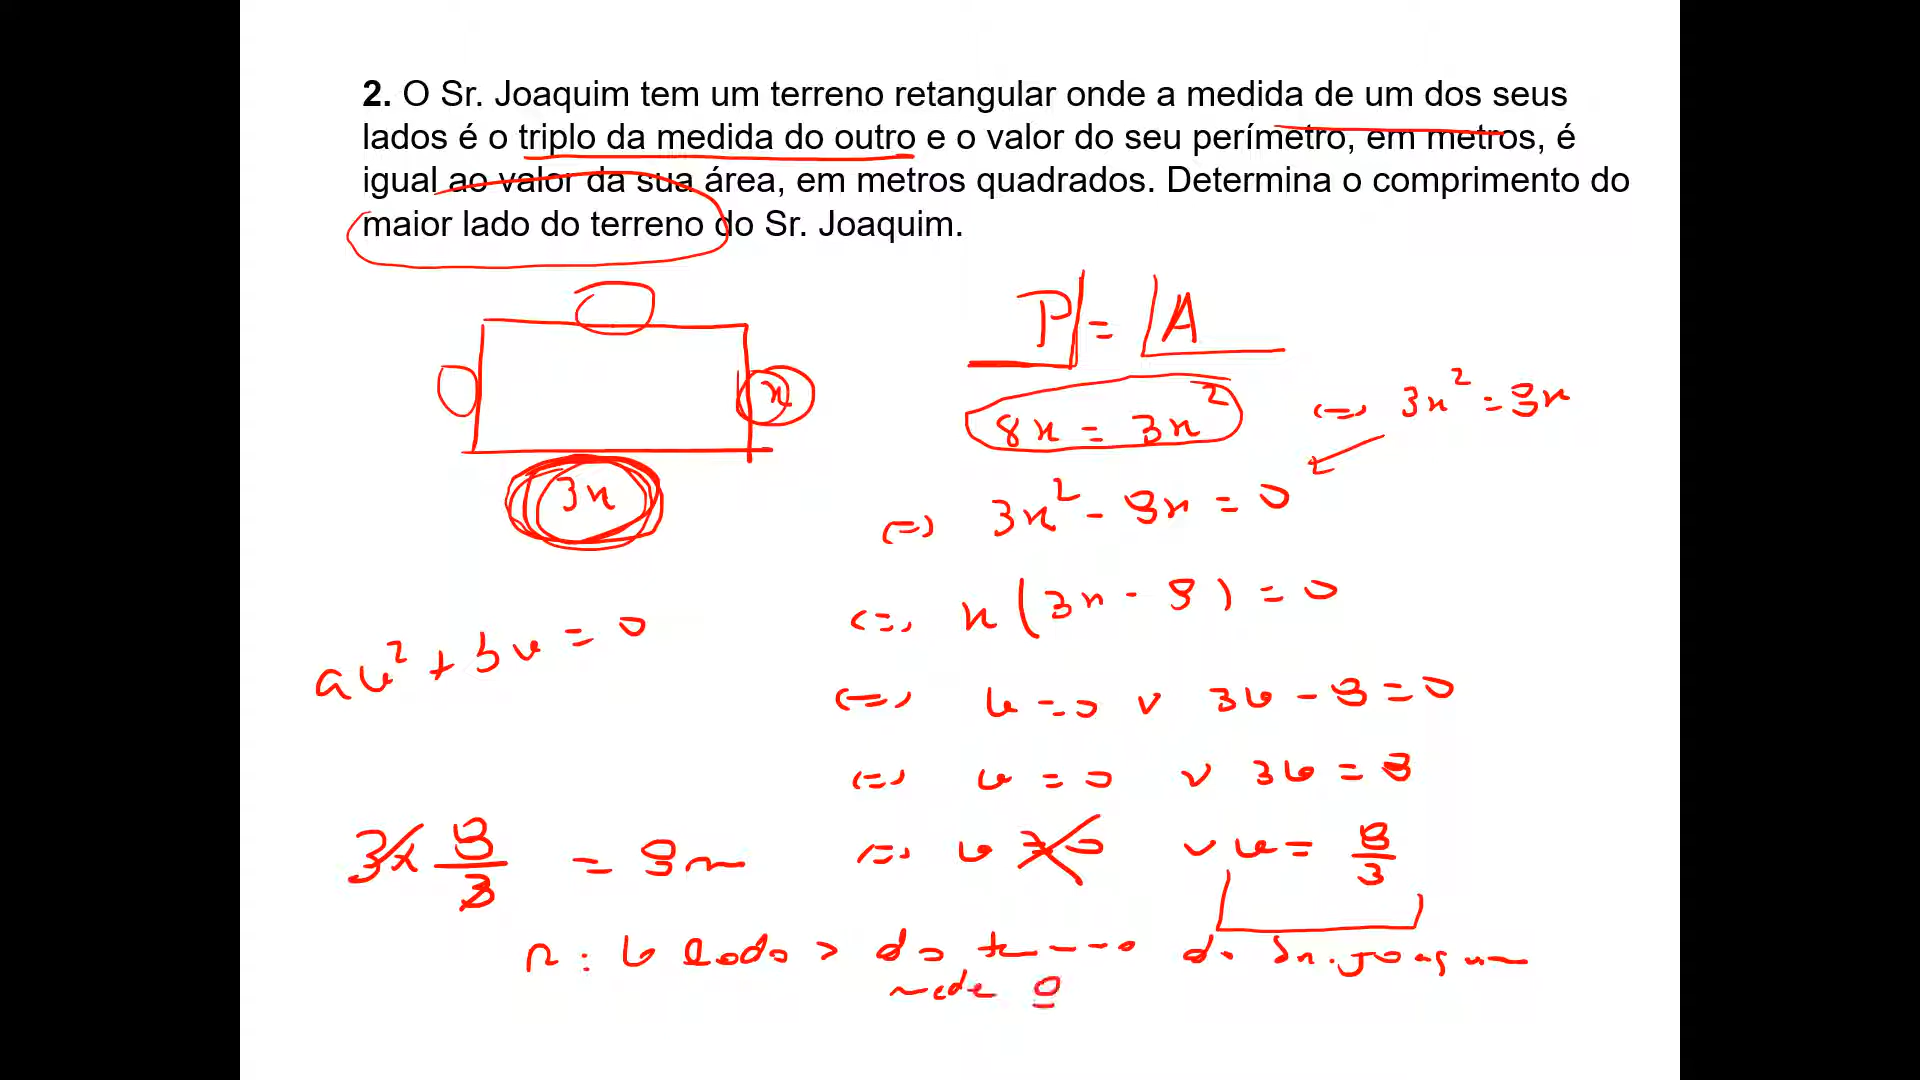 2. O Sr. Joaquim tem um terreno retangular onde a medida de um dos seus
lados é o triplo da medida do outro e o valor do seu perímetro, em metros, é
igual ao valor da sua área, em metros quadrados. Determina o comprimento do
maior lado do terreno do Sr. Joaquim.
P = A
x
8x = 3x² <=> 3x² = 8x
3x
<=> 3x² - 8x = 0
<=> x(3x - 8) = 0
ax² + bx = 0
<=> x = 0 v 3x - 8 = 0
<=> x = 0 v 3x = 8
3 x 8/3 = 8m <=> x = 0 v x = 8/3
R: O lado > do terreno do Sr. Joaquim
mede 8